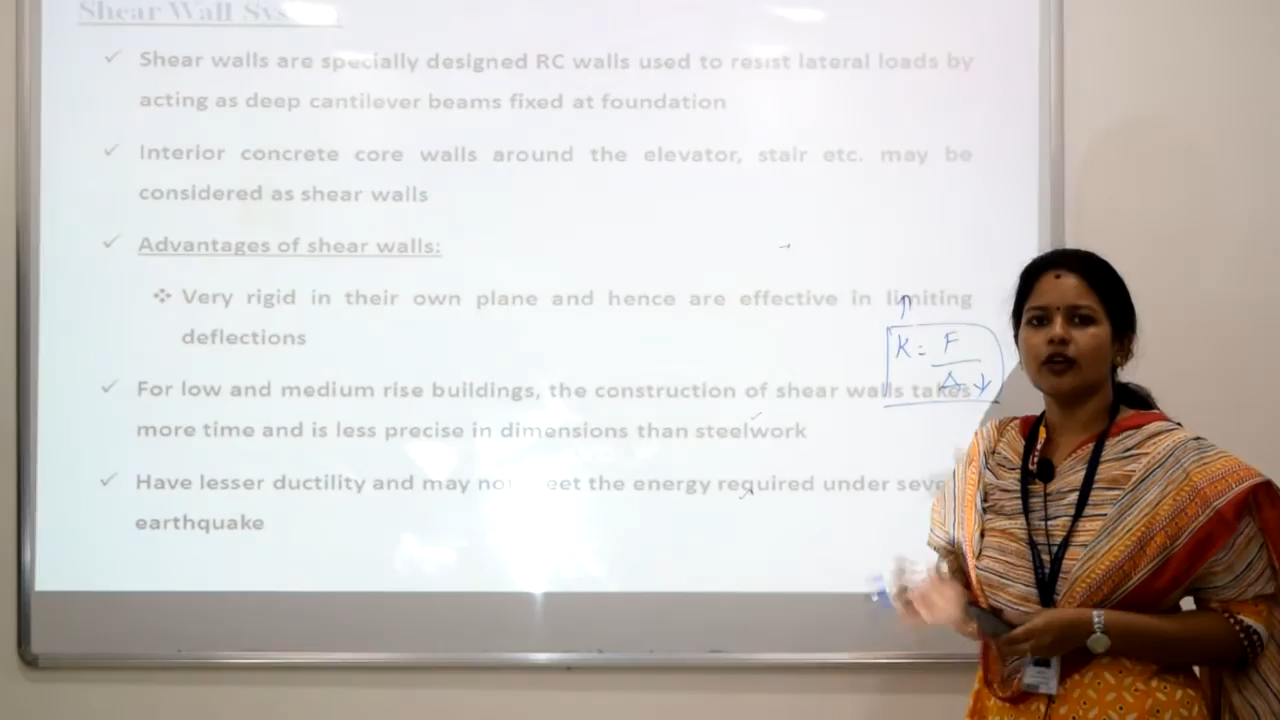 Shear Wall
✓ Shear walls are specially designed RC walls used to resist lateral loads by
acting as deep cantilever beams fixed at foundation
✓ Interior concrete core walls around the elevator, stair etc. may be
considered as shear walls
✓ Advantages of shear walls:
❖ Very rigid in their own plane and hence are effective in limiting
deflections
K = F
Δ ↓
✓ For low and medium rise buildings, the construction of shear walls takes
more time and is less precise in dimensions than steelwork
✓ Have lesser ductility and may the energy required under
earthquake